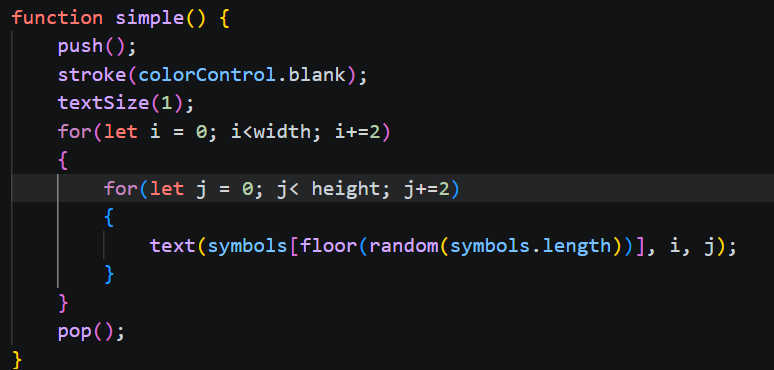 function simple() {
    push();
    stroke(colorControl.blank);
    textSize(1);
    for(let i = 0; i<width; i+=2)
    {
        for(let j = 0; j< height; j+=2)
        {
            text(symbols[floor(random(symbols.length))], i, j);
        }
    }
    pop();
}